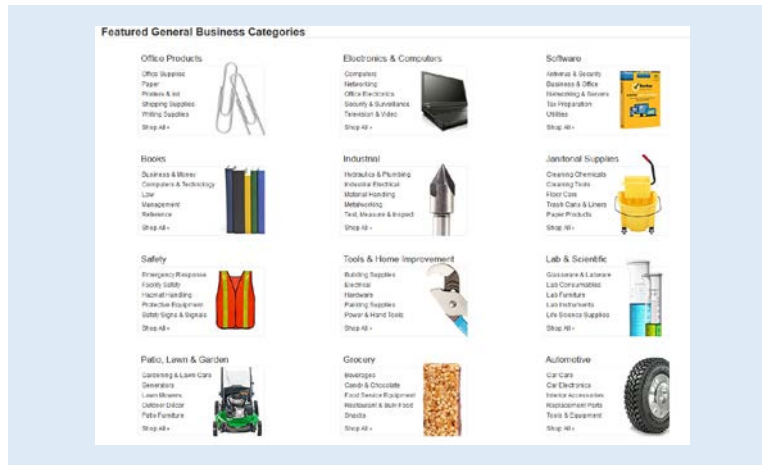 Featured General Business Categories
Office Products
Office Supplies
Paper
Printers & Ink
Shipping Supplies
Writing Supplies
Shop All ›
Electronics & Computers
Computers
Networking
Office Electronics
Security & Surveillance
Television & Video
Shop All ›
Software
Antivirus & Security
Business & Office
Networking & Servers
Tax Preparation
Utilities
Shop All ›
Books
Business & Money
Computers & Technology
Law
Management
Reference
Shop All ›
Industrial
Hydraulics & Plumbing
Industrial Electrical
Material Handling
Metalworking
Test, Measure & Inspect
Shop All ›
Janitorial Supplies
Cleaning Chemicals
Cleaning Tools
Floor Care
Trash Cans & Liners
Paper Products
Shop All ›
Safety
Emergency Response
Facility Safety
Hazmat Handling
Protective Equipment
Safety Signs & Signals
Shop All ›
Tools & Home Improvement
Building Supplies
Electrical
Hardware
Painting Supplies
Power & Hand Tools
Shop All ›
Lab & Scientific
Glassware & Labware
Lab Consumables
Lab Furniture
Lab Instruments
Life Science Supplies
Shop All ›
Patio, Lawn & Garden
Gardening & Lawn Care
Generators
Lawn Mowers
Outdoor Décor
Patio Furniture
Shop All ›
Grocery
Beverages
Candy & Chocolate
Food Service Equipment
Restaurant & Bulk Food
Snacks
Shop All ›
Automotive
Car Care
Car Electronics
Interior Accessories
Replacement Parts
Tools & Equipment
Shop All ›